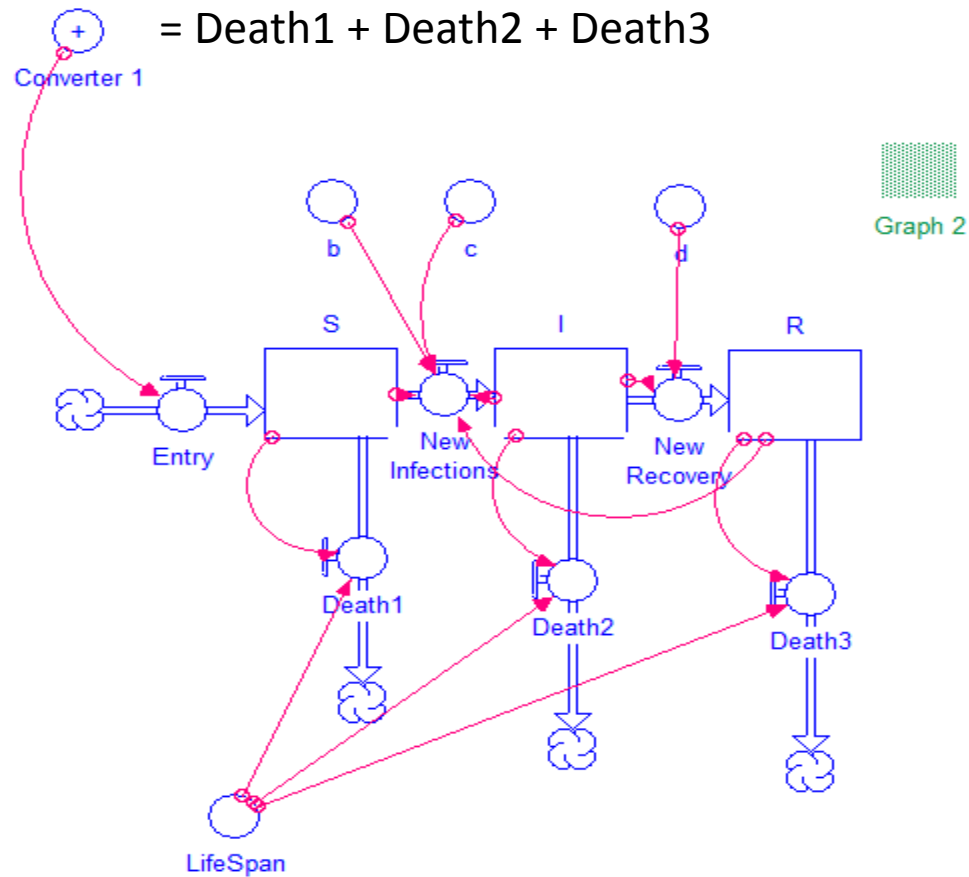 +
= Death1 + Death2 + Death3
Converter 1
Graph 2
b
c
d
S
I
R
Entry
New
Infections
New
Recovery
Death1
Death2
Death3
LifeSpan